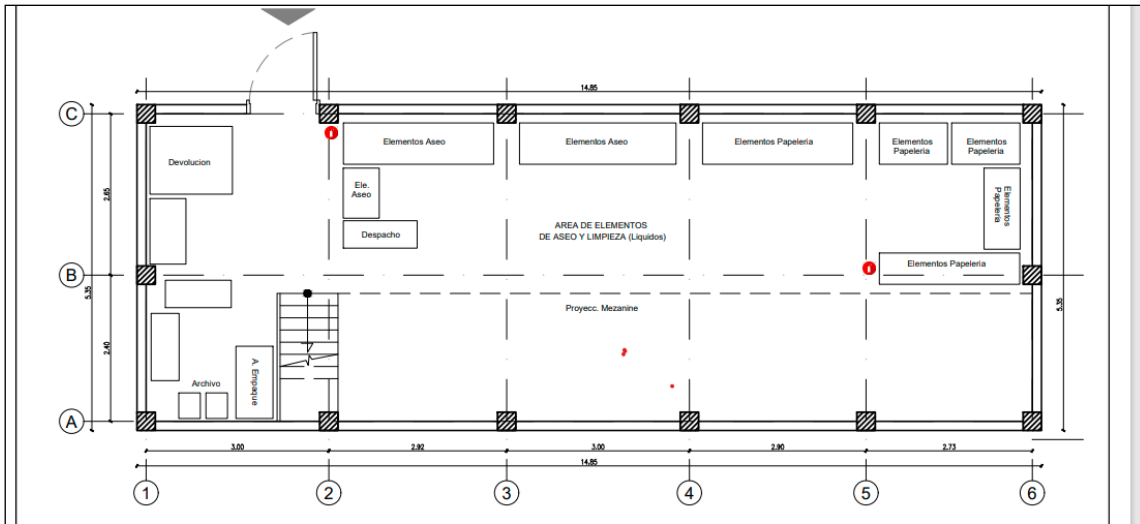 14.85
C
Devolucion
Elementos Aseo
Elementos Aseo
Elementos Papeleria
Elementos
Papeleria
Elementos
Papeleria
Ele.
Aseo
Elementos
Papeleria
Despacho
AREA DE ELEMENTOS
DE ASEO Y LIMPIEZA (Liquidos)
2.65
B
Elementos Papeleria
5.35
5.35
Proyecc. Mezanine
2.40
Archivo
A. Empaque
A
3.00
2.92
3.00
2.90
2.73
14.85
1
2
3
4
5
6